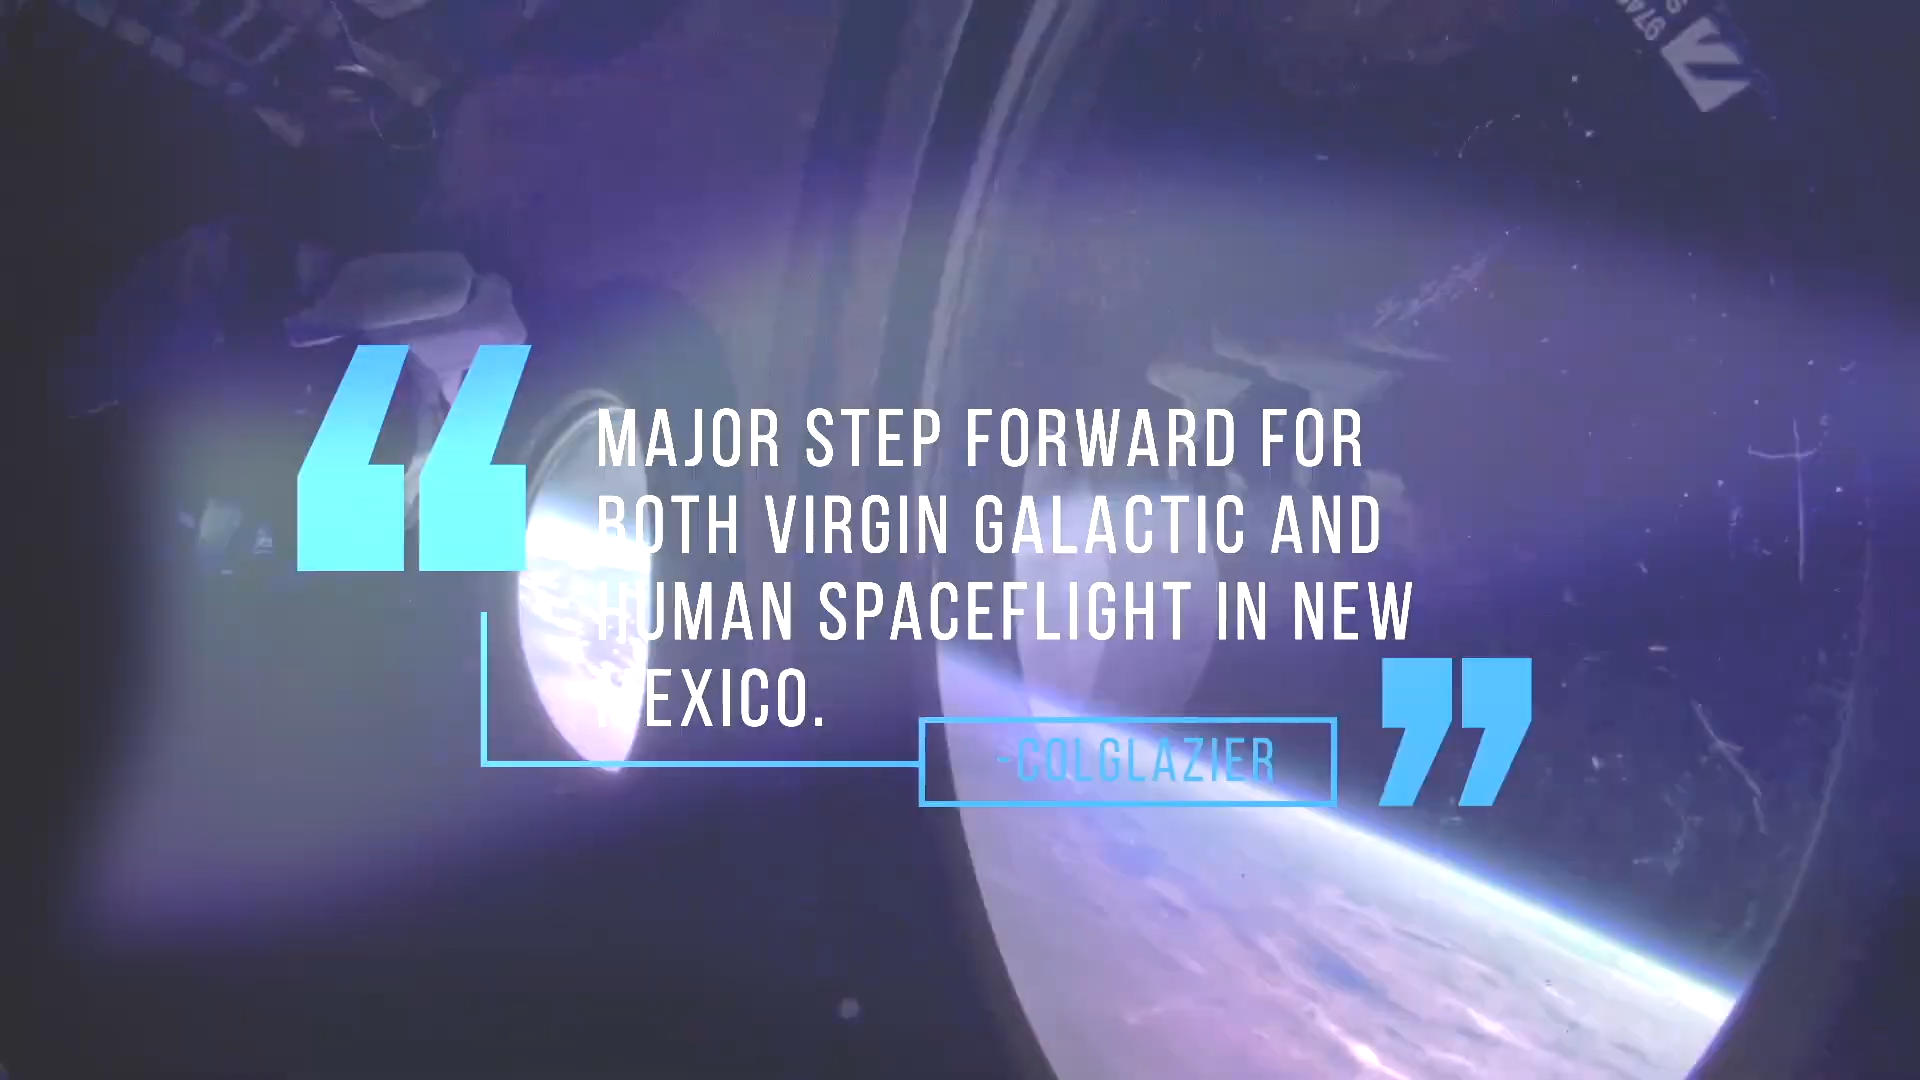 MAJOR STEP FORWARD FOR
BOTH VIRGIN GALACTIC AND
HUMAN SPACEFLIGHT IN NEW
MEXICO.
-COLGLAZIER